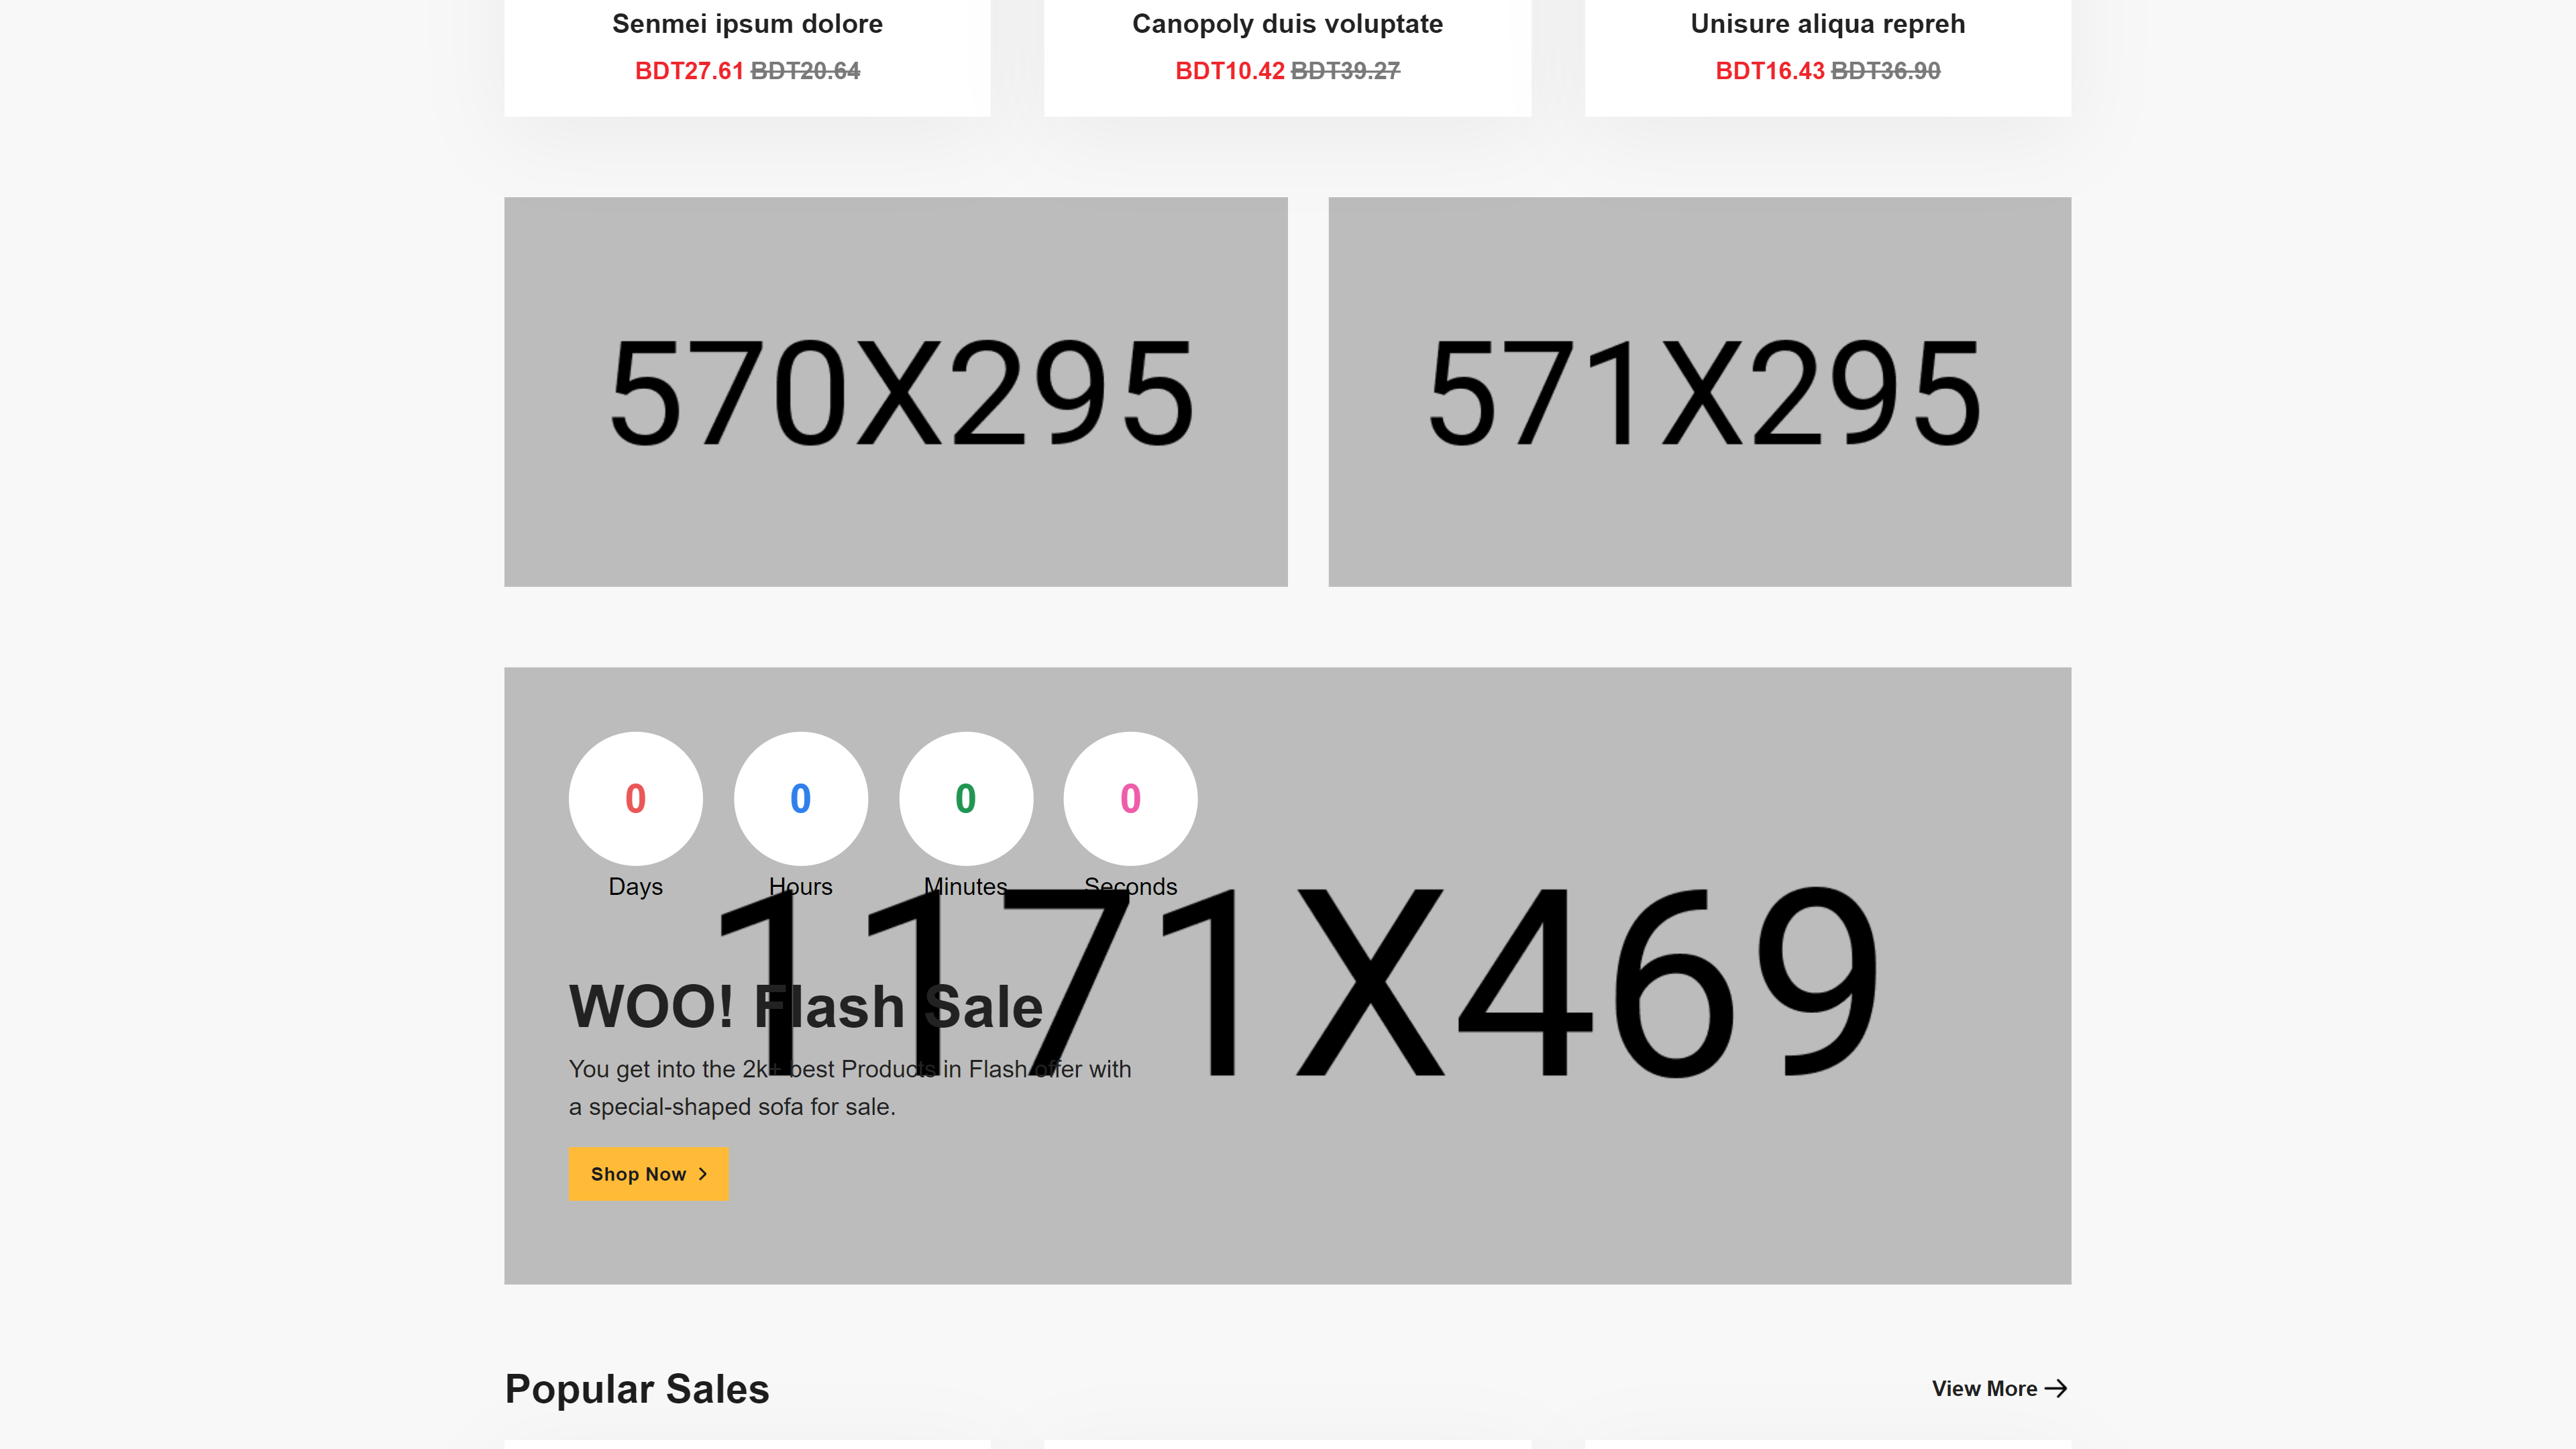 Senmei ipsum dolore
BDT27.61 BDT20.64
Canopoly duis voluptate
BDT10.42 BDT39.27
Unisure aliqua repreh
BDT16.43 BDT36.90
570X295
571X295
0
Days
0
Hours
0
Minutes
0
Seconds
1171X469
WOO! Flash Sale
You get into the 2k+ best Products in Flash offer with
a special-shaped sofa for sale.
Shop Now
Popular Sales
View More